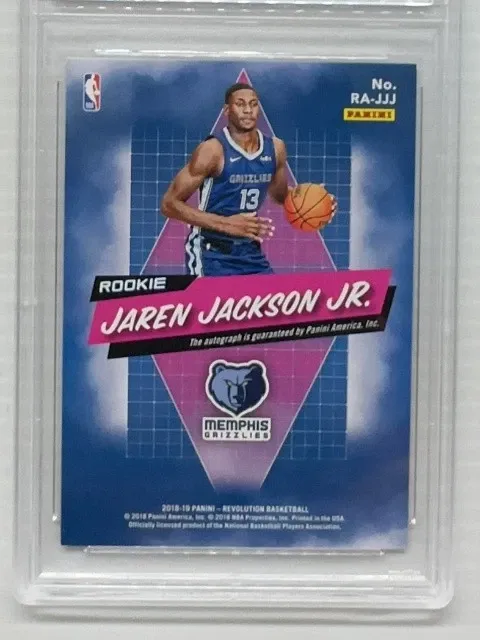 No.
RA-JJJ
PANINI
GRIZZLIES
13
ROOKIE
JAREN JACKSON JR.
The autograph is guaranteed by Panini America, Inc.
MEMPHIS
GRIZZLIES
2018-19 PANINI – REVOLUTION BASKETBALL
© 2018 Panini America, Inc. © 2018 NBA Properties, Inc. Printed in the USA.
Officially licensed product of the National Basketball Players Association.